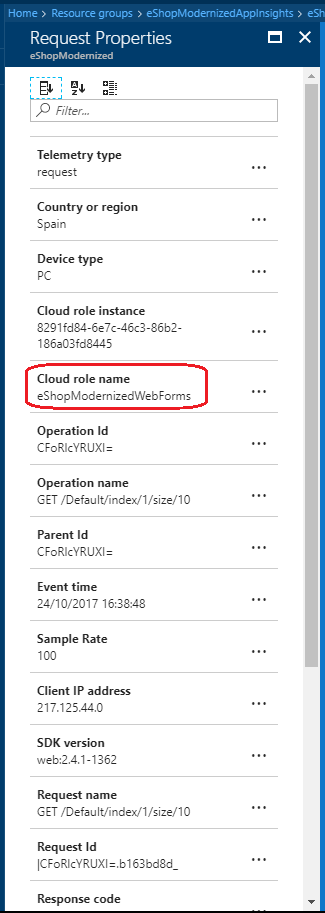 Home > Resource groups > eShopModernizedAppInsights > eSh
Request Properties
eShopModernized
Filter...
Telemetry type
request
Country or region
Spain
Device type
PC
Cloud role instance
8291fd84-6e7c-46c3-86b2-
186a03fd8445
Cloud role name
eShopModernizedWebForms
Operation Id
CFoRIcYRUXI=
Operation name
GET /Default/index/1/size/10
Parent Id
CFoRIcYRUXI=
Event time
24/10/2017 16:38:48
Sample Rate
100
Client IP address
217.125.44.0
SDK version
web:2.4.1-1362
Request name
GET /Default/index/1/size/10
Request Id
|CFoRIcYRUXI=.b163bd8d_
Response code